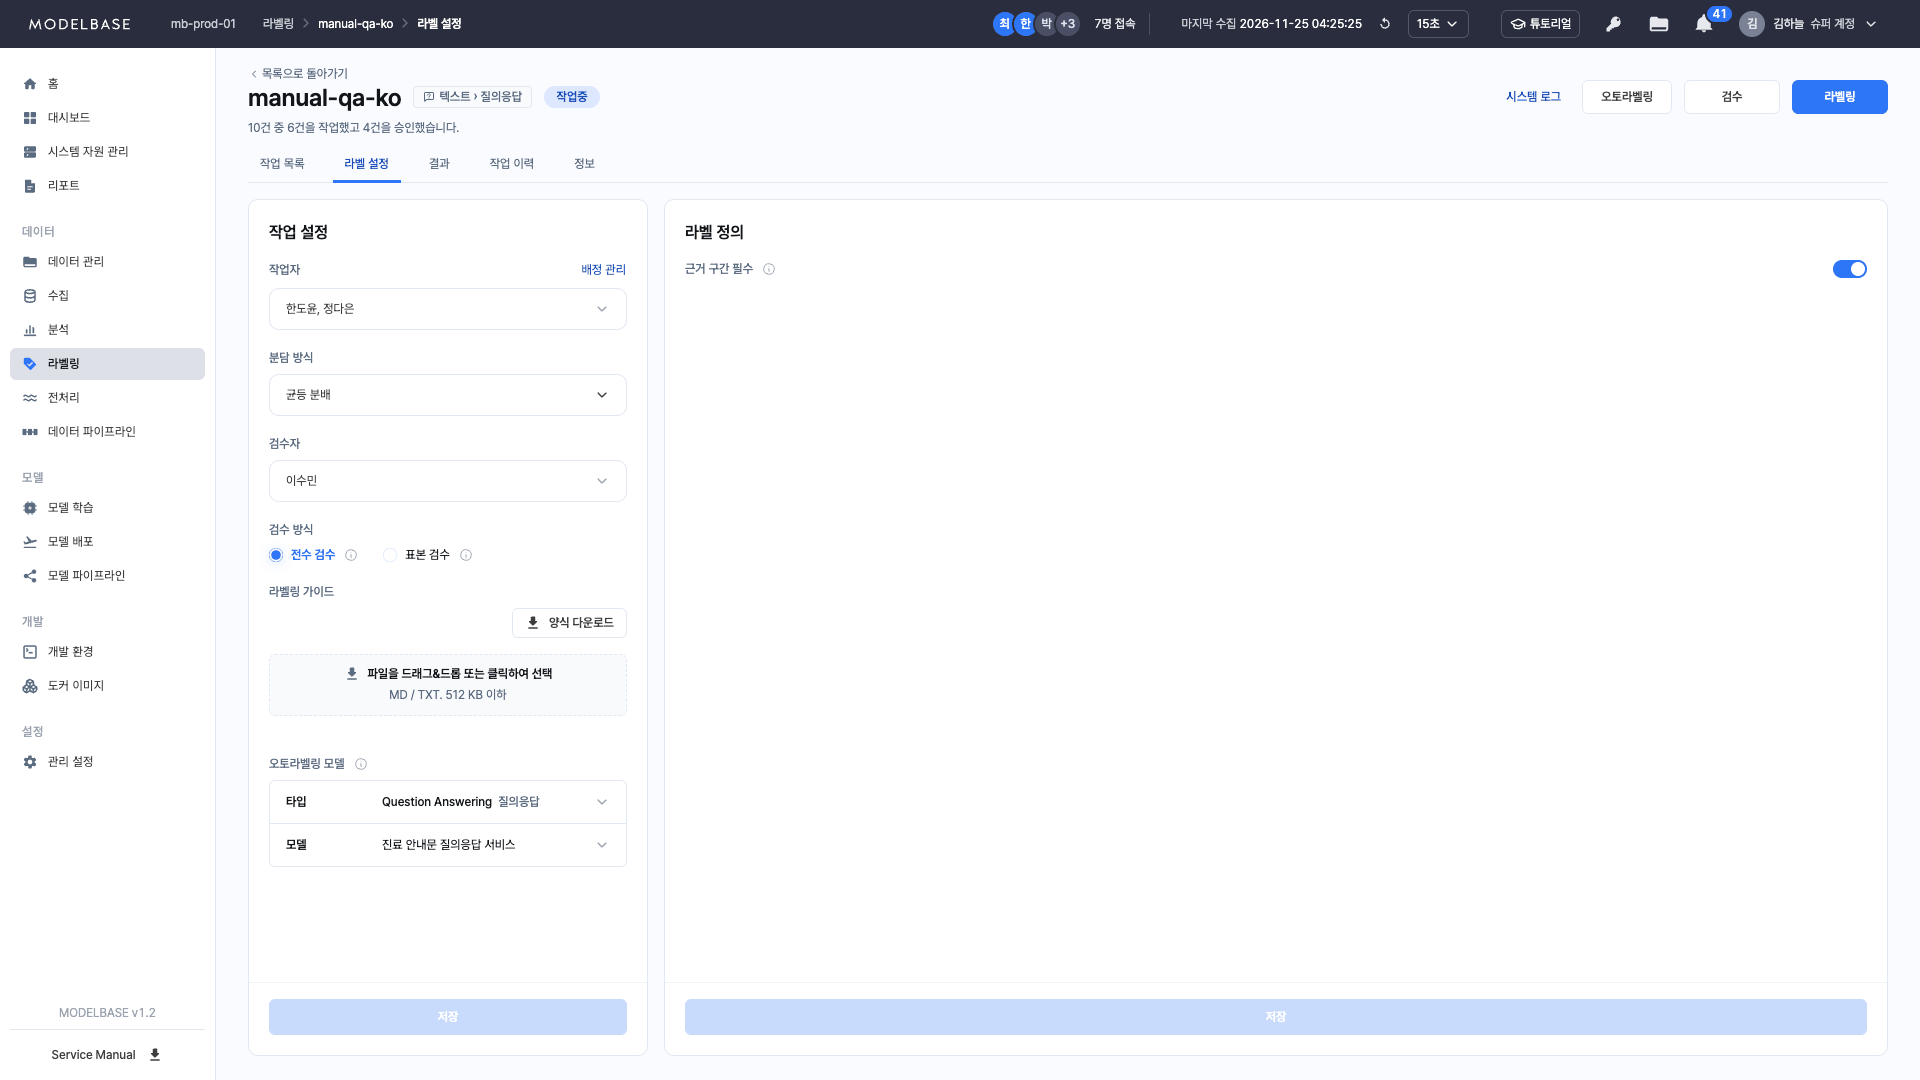 MODELBASE
mb-prod-01
라벨링 > manual-qa-ko > 라벨 설정
최 한 박 +3 7명 접속
마지막 수집 2026-11-25 04:25:25
15초
튜토리얼
41
김 김하늘 슈퍼 계정
홈
대시보드
시스템 자원 관리
리포트
데이터
데이터 관리
수집
분석
라벨링
전처리
데이터 파이프라인
모델
모델 학습
모델 배포
모델 파이프라인
개발
개발 환경
도커 이미지
설정
관리 설정
MODELBASE v1.2
Service Manual
목록으로 돌아가기
manual-qa-ko
텍스트 › 질의응답
작업중
10건 중 6건을 작업했고 4건을 승인했습니다.
시스템 로그
오토라벨링
검수
라벨링
작업 목록
라벨 설정
결과
작업 이력
정보
작업 설정
작업자
배정 관리
한도윤, 정다은
분담 방식
균등 분배
검수자
이수민
검수 방식
전수 검수
표본 검수
라벨링 가이드
양식 다운로드
파일을 드래그&드롭 또는 클릭하여 선택
MD / TXT. 512 KB 이하
오토라벨링 모델
타입 Question Answering 질의응답
모델 진료 안내문 질의응답 서비스
저장
라벨 정의
근거 구간 필수
저장